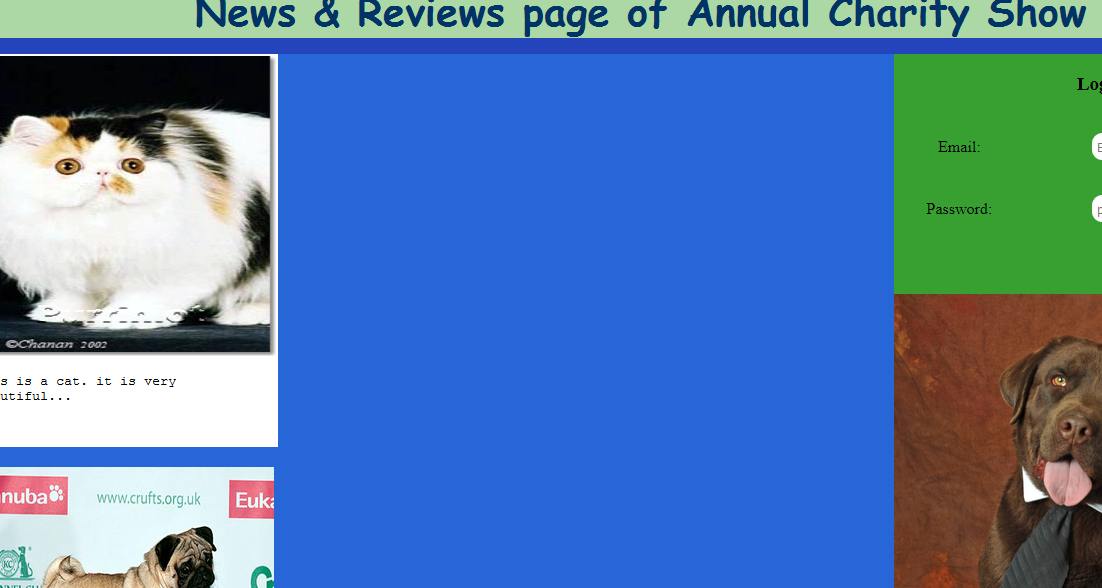 News & Reviews page of Annual Charity Show
Log
Email:
E
Password:
p
©Chanan 2002
s is a cat. it is very
utiful...
nuba
www.crufts.org.uk
Euka
KC